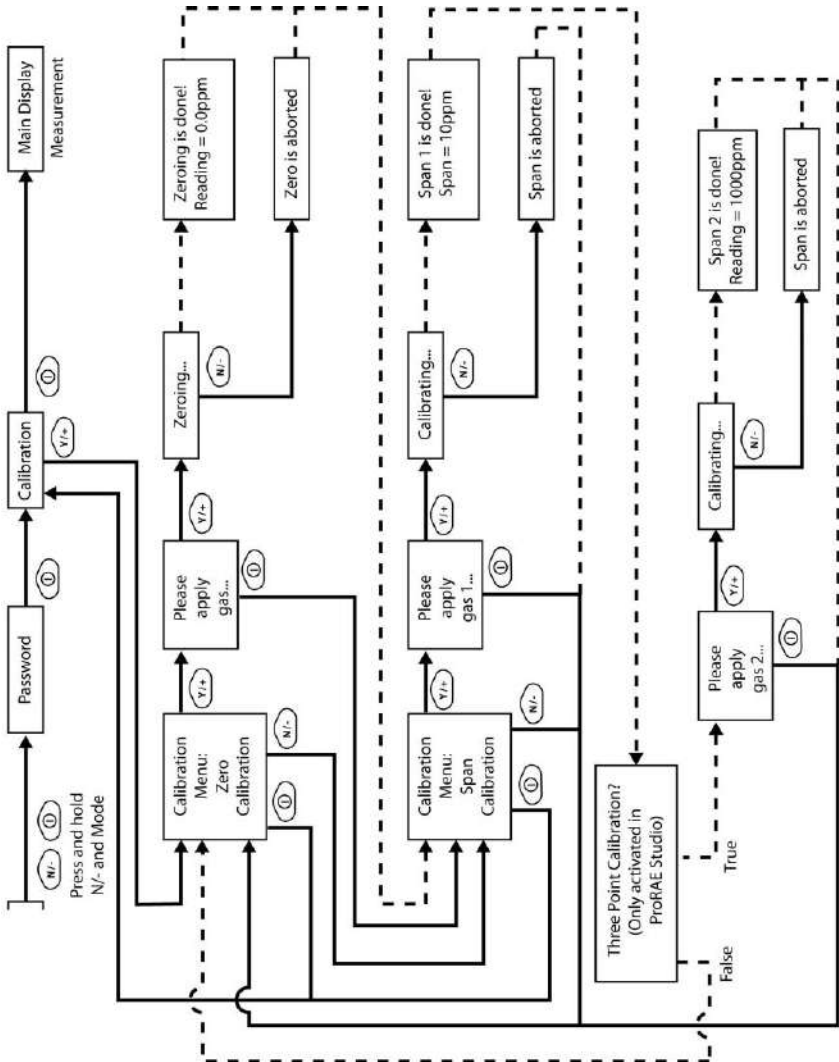 N/-
Press and hold
N/- and Mode
Password
Calibration
Y/+
Main Display
Measurement
Calibration
Menu:
Zero
Calibration
N/-
Y/+
Please
apply
gas...
Y/+
Zeroing...
N/-
Zeroing is done!
Reading = 0.0ppm
Zero is aborted
Calibration
Menu:
Span
Calibration
N/-
Y/+
Please
apply
gas 1...
Y/+
Calibrating...
N/-
Span 1 is done!
Span = 10ppm
Span is aborted
Three Point Calibration?
(Only activated in
ProRAE Studio)
False
True
Please
apply
gas 2...
Y/+
Calibrating...
N/-
Span 2 is done!
Reading = 1000ppm
Span is aborted